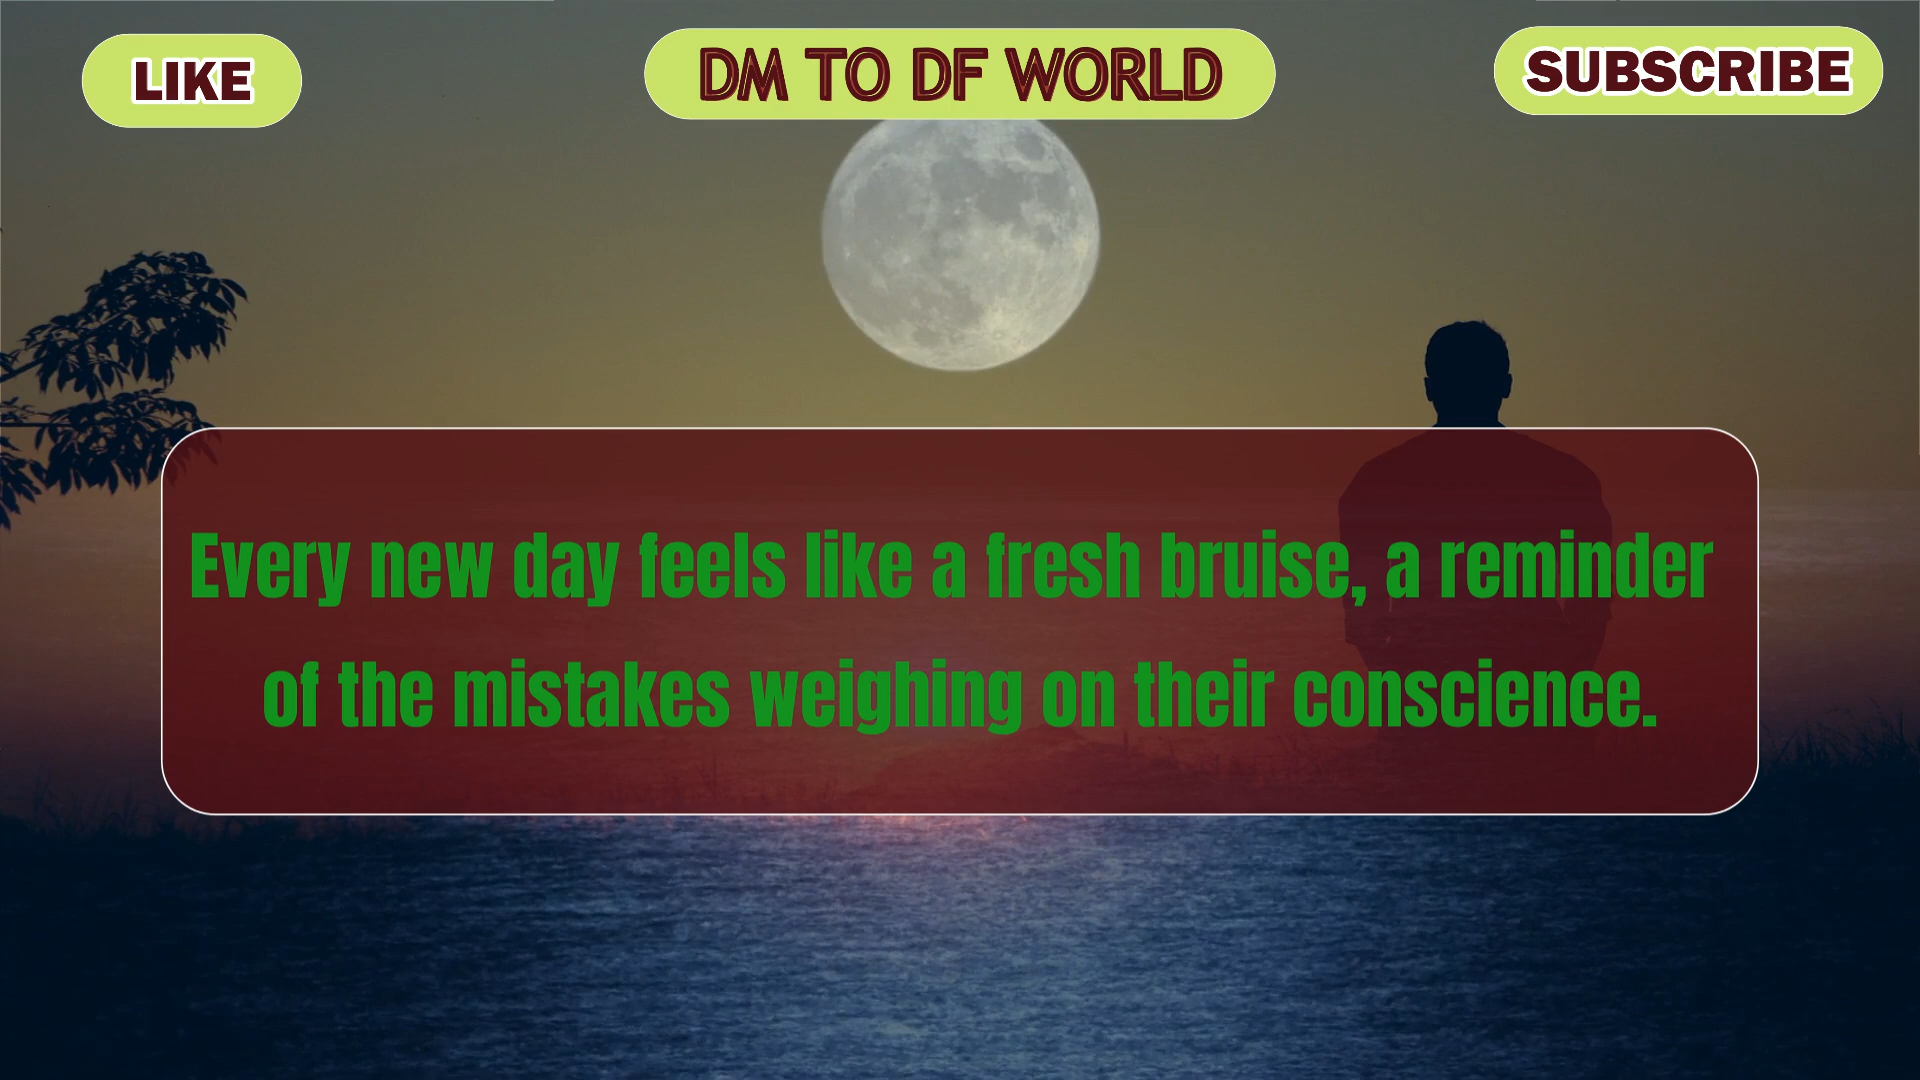 LIKE
DM TO DF WORLD
SUBSCRIBE
Every new day feels like a fresh bruise, a reminder
of the mistakes weighing on their conscience.